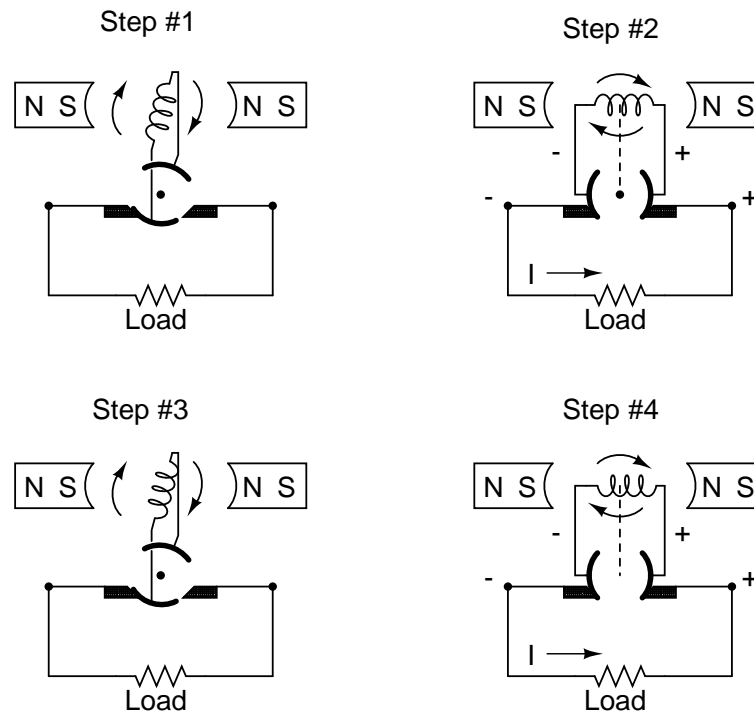 Step #1
N S
N S
Load
Step #2
N S
N S
-
+
-
+
I
Load
Step #3
N S
N S
Load
Step #4
N S
N S
-
+
-
+
I
Load